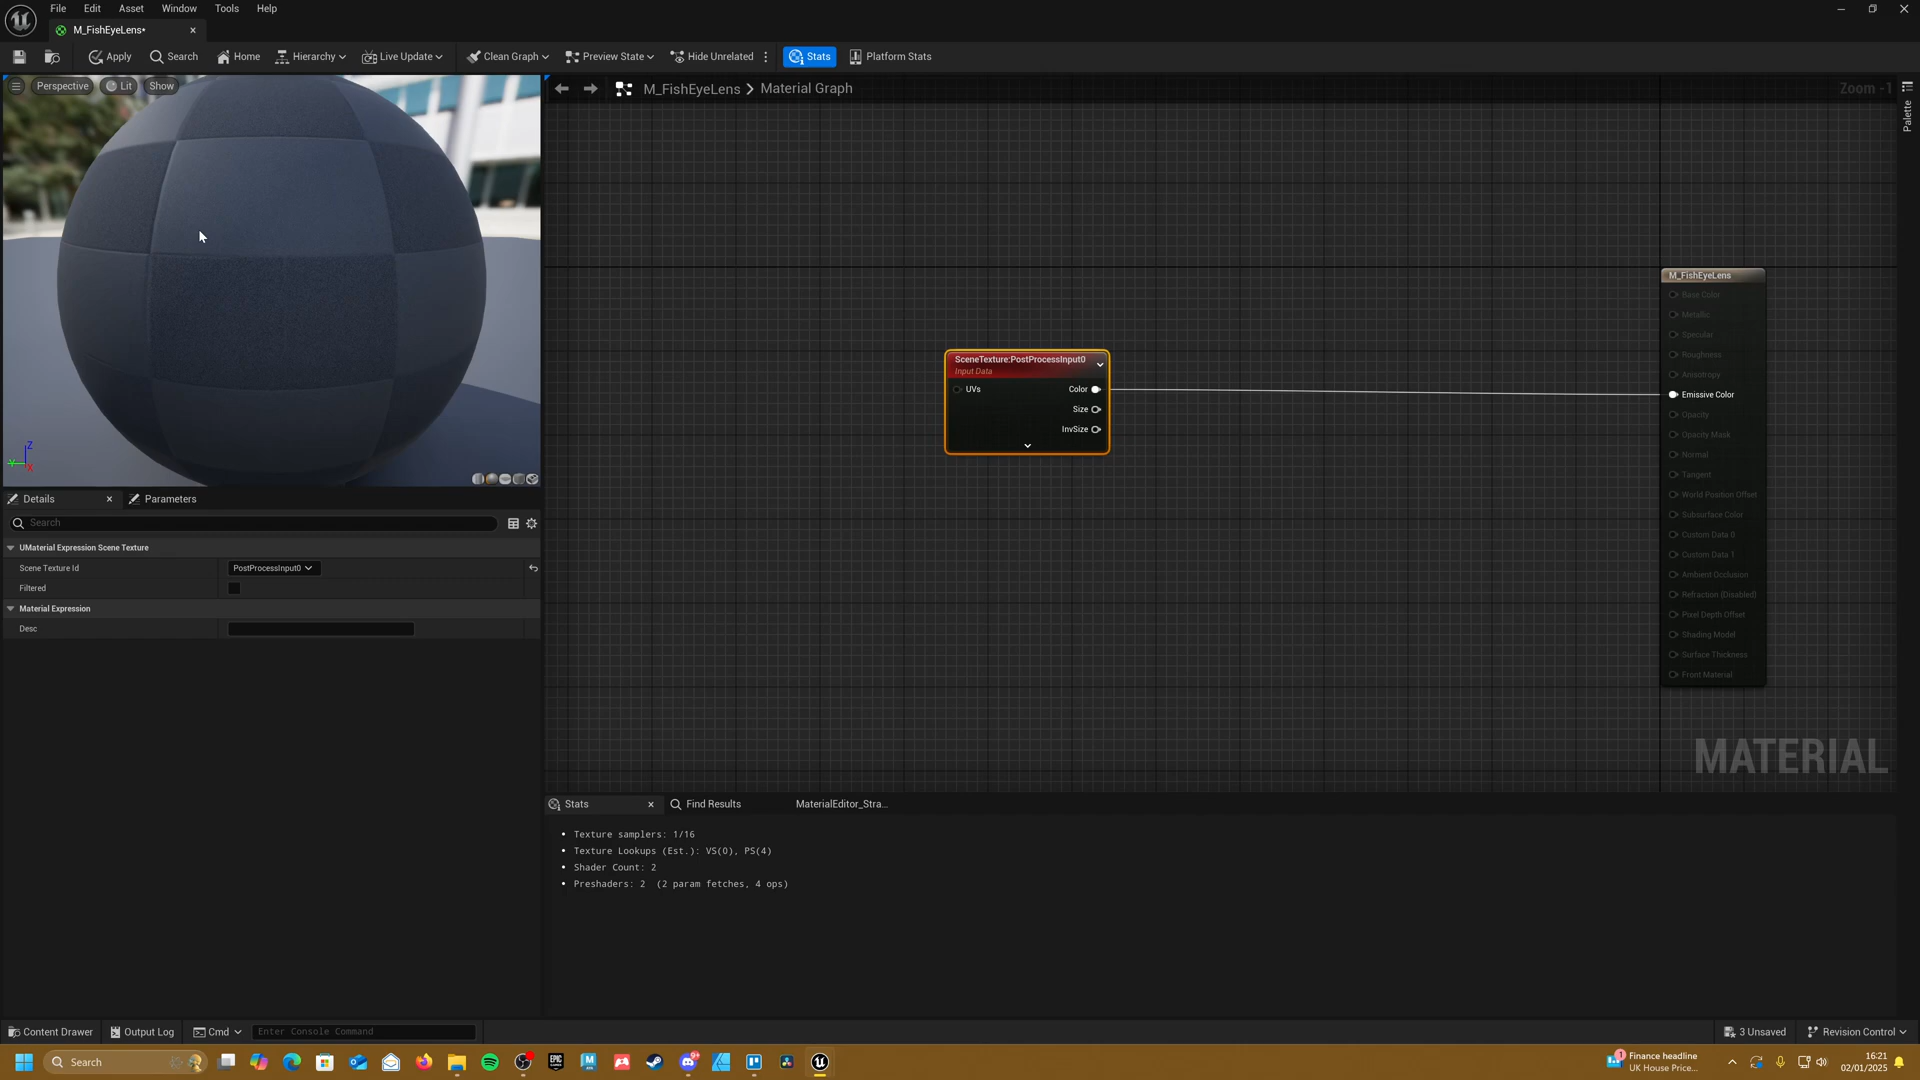 File Edit Asset Window Tools Help
M_FishEyeLens*
Apply Search Home Hierarchy Live Update Clean Graph Preview State Hide Unrelated Stats Platform Stats
Perspective Lit Show
M_FishEyeLens > Material Graph
Zoom -1
Palette
SceneTexture:PostProcessInput0
Input Data
UVs Color
Size
InvSize
M_FishEyeLens
Base Color
Metallic
Specular
Roughness
Anisotropy
Emissive Color
Opacity
Opacity Mask
Normal
Tangent
World Position Offset
Subsurface Color
Custom Data 0
Custom Data 1
Ambient Occlusion
Refraction (Disabled)
Pixel Depth Offset
Shading Model
Surface Thickness
Front Material
MATERIAL
Z
Y
X
Details Parameters
Search
UMaterial Expression Scene Texture
Scene Texture Id PostProcessInput0
Filtered
Material Expression
Desc
Stats Find Results MaterialEditor_Stra...
Texture samplers: 1/16
Texture Lookups (Est.): VS(0), PS(4)
Shader Count: 2
Preshaders: 2 (2 param fetches, 4 ops)
Content Drawer Output Log Cmd Enter Console Command 3 Unsaved Revision Control
Search
Finance headline
UK House Price...
16:21
02/01/2025